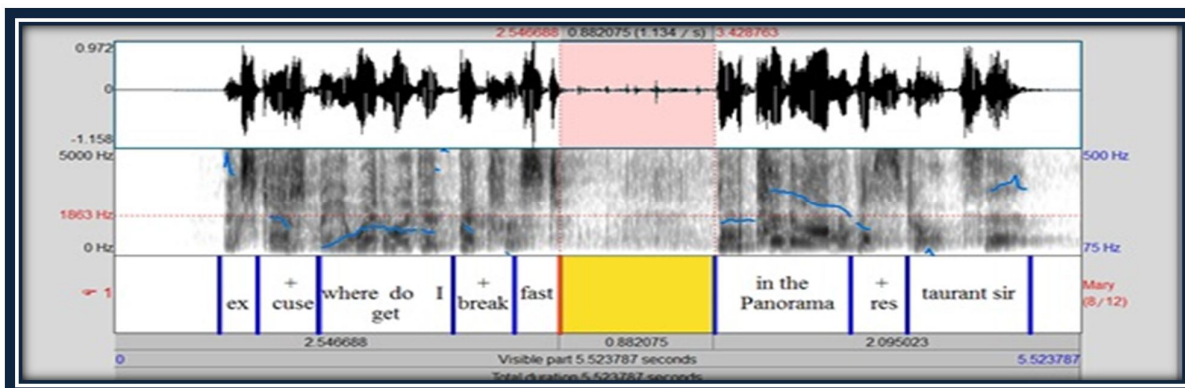 2.546688 0.882075 (1.134 / s) 3.428763
0.972
0
-1.158
5000 Hz 500 Hz
1863 Hz
0 Hz 75 Hz
1 ex + cuse where do I get + break fast in the Panorama + res taurant sir Mary (8/12)
2.546688 0.882075 2.095023
0 Visible part 5.523787 seconds 5.523787
Total duration 5.523787 seconds